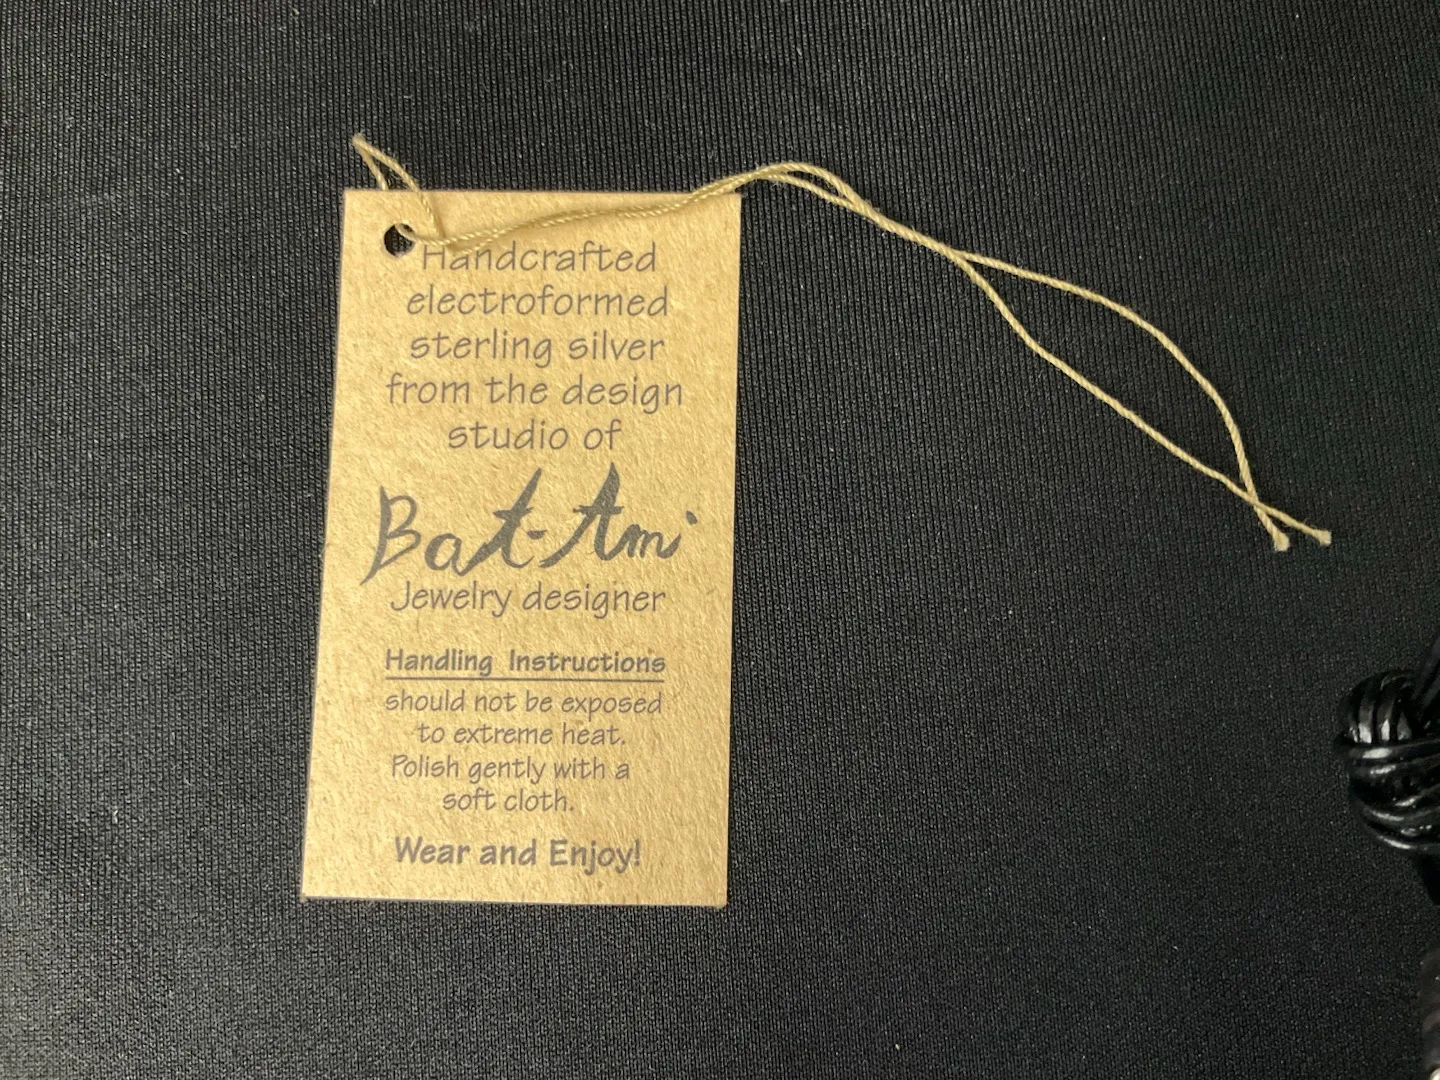 Handcrafted
electroformed
sterling silver
from the design
studio of
Bat-Ami
Jewelry designer
Handling Instructions
should not be exposed
to extreme heat.
Polish gently with a
soft cloth.
Wear and Enjoy!